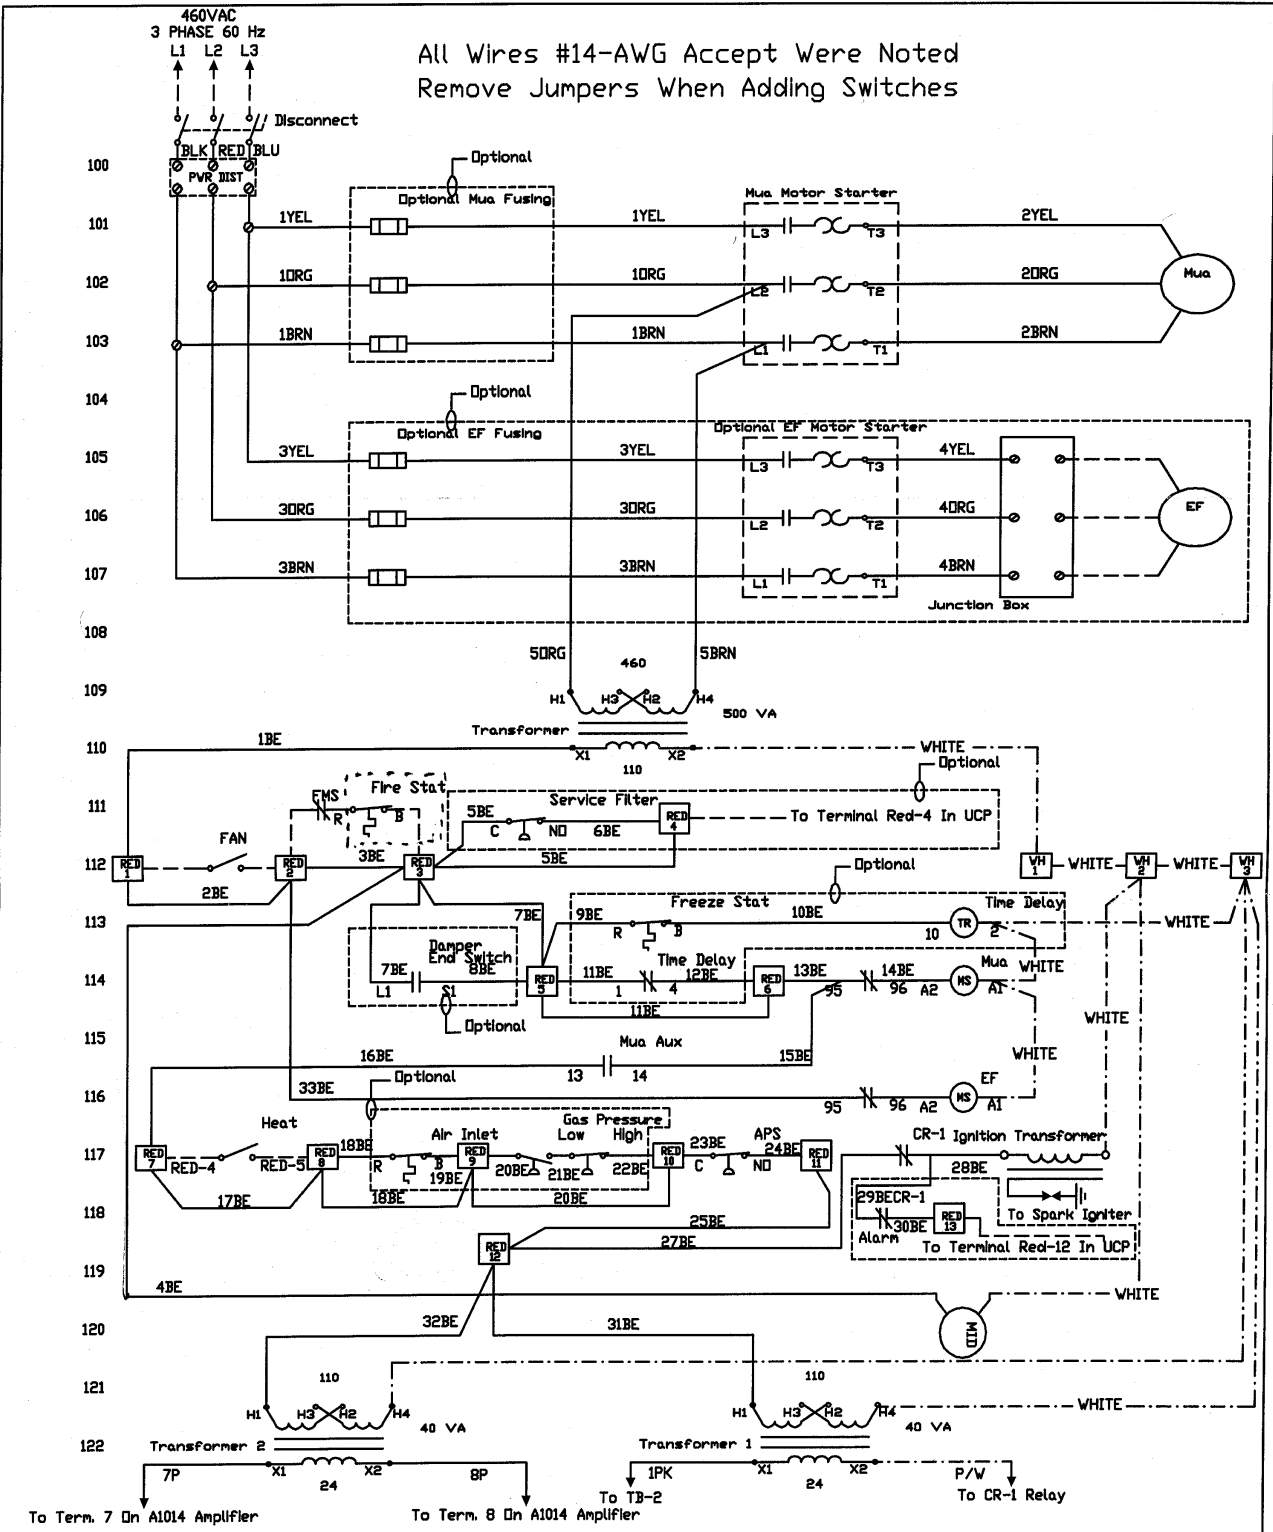 460VAC
3 PHASE 60 Hz
L1 L2 L3
All Wires #14-AWG Accept Were Noted
Remove Jumpers When Adding Switches
Disconnect
BLK RED BLU
100
PWR DIST
Optional
Optional Mua Fusing
Mua Motor Starter
101
1YEL 1YEL L3 T3 2YEL
102
1ORG 1ORG L2 T2 2ORG
Mua
103
1BRN 1BRN L1 T1 2BRN
104
Optional
Optional EF Fusing
Optional EF Motor Starter
105
3YEL 3YEL L3 T3 4YEL
106
3ORG 3ORG L2 T2 4ORG
EF
107
3BRN 3BRN L1 T1 4BRN
Junction Box
108
5ORG 460 5BRN
109
H1 H3 H2 H4
500 VA
Transformer
110
1BE X1 110 X2 WHITE
Optional
111
FMS Fire Stat
R B
Service Filter
5BE C NO 6BE RED 4
To Terminal Red-4 In UCP
112
FAN
RED 1 RED 2 3BE RED 3 5BE
Optional
WH 1 WHITE WH 2 WHITE WH 3
2BE
113
7BE 9BE Freeze Stat 10BE Time Delay
R B 10 TR 2 WHITE
Damper
End Switch
114
7BE 8BE
L1 S1
RED 5 11BE Time Delay 12BE RED 6 13BE 14BE Mua WHITE
1 4 95 96 A2 MS A1
11BE
Optional
WHITE
115
Mua Aux
16BE 13 14 15BE WHITE
Optional
116
33BE 95 96 A2 MS A1 EF
Heat
Gas Pressure
Air Inlet Low High
APS
CR-1 Ignition Transformer
117
RED 7 RED-4 RED-5 RED 8 18BE R B 19BE RED 9 20BE 21BE 22BE RED 10 23BE C NO 24BE RED 11 28BE
17BE 18BE 20BE
118
29BE CR-1
30BE RED 13
Alarm
To Spark Igniter
To Terminal Red-12 In UCP
25BE
27BE
RED 12
119
4BE WHITE
120
32BE 31BE MID
121
110 110
H1 H3 H2 H4 H1 H3 H2 H4 WHITE
40 VA 40 VA
122
Transformer 2 Transformer 1
7P X1 24 X2 8P 1PK X1 24 X2 P/W
To TB-2 To CR-1 Relay
To Term. 7 On A1014 Amplifier To Term. 8 On A1014 Amplifier